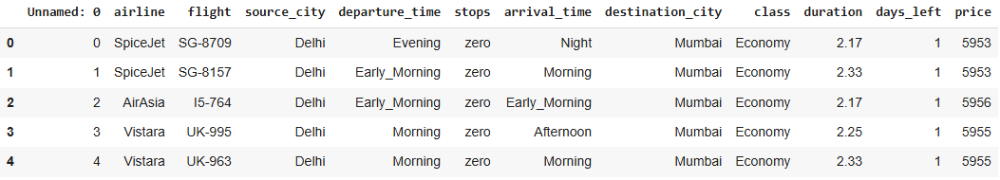 Unnamed: 0 airline flight source_city departure_time stops arrival_time destination_city class duration days_left price
0 0 SpiceJet SG-8709 Delhi Evening zero Night Mumbai Economy 2.17 1 5953
1 1 SpiceJet SG-8157 Delhi Early_Morning zero Morning Mumbai Economy 2.33 1 5953
2 2 AirAsia I5-764 Delhi Early_Morning zero Early_Morning Mumbai Economy 2.17 1 5956
3 3 Vistara UK-995 Delhi Morning zero Afternoon Mumbai Economy 2.25 1 5955
4 4 Vistara UK-963 Delhi Morning zero Morning Mumbai Economy 2.33 1 5955